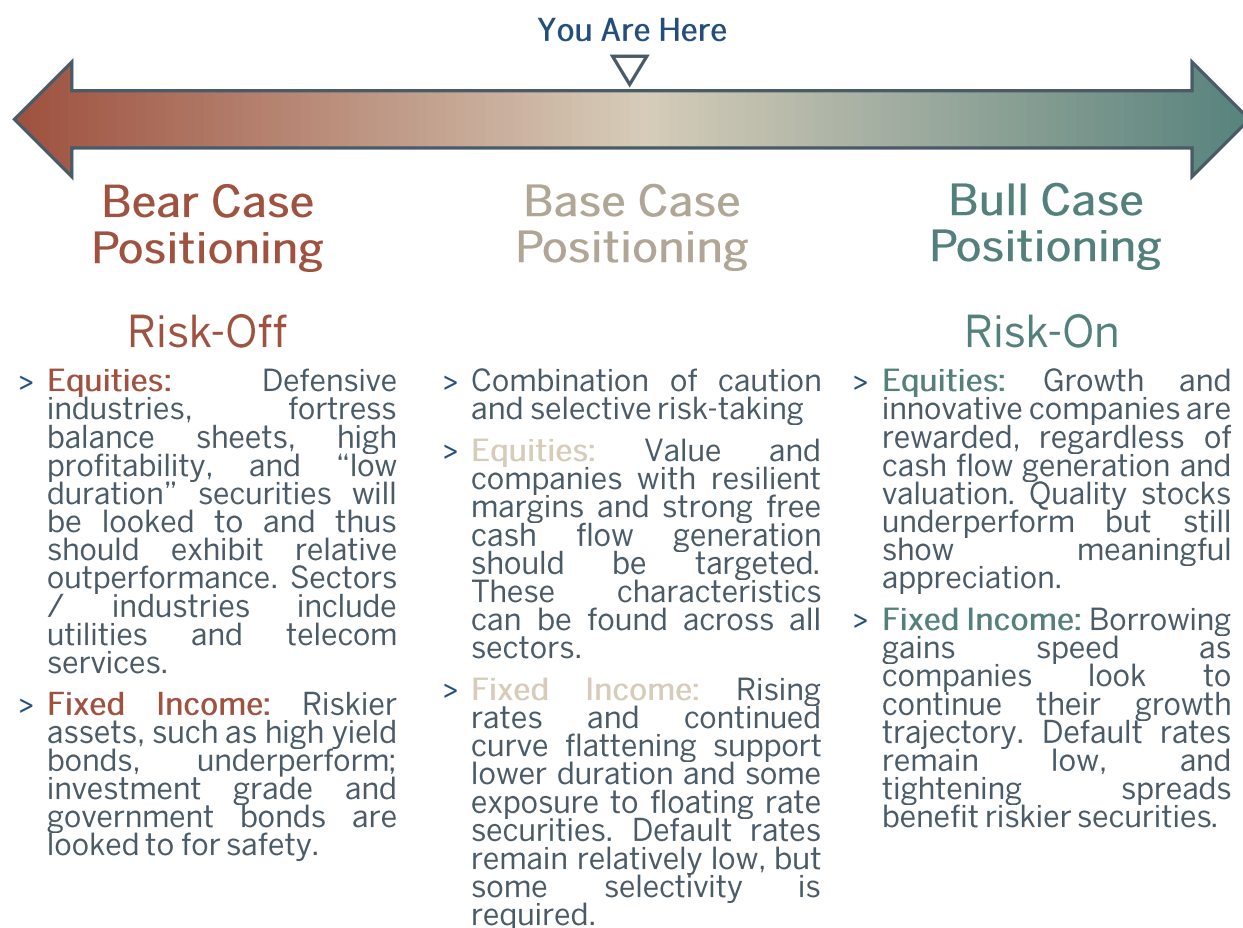 You Are Here
Bear Case
Positioning
Risk-Off
> Equities: Defensive
industries, fortress
balance sheets, high
profitability, and “low
duration” securities will
be looked to and thus
should exhibit relative
outperformance. Sectors
/ industries include
utilities and telecom
services.
> Fixed Income: Riskier
assets, such as high yield
bonds, underperform;
investment grade and
government bonds are
looked to for safety.
Base Case
Positioning
> Combination of caution
and selective risk-taking
> Equities: Value and
companies with resilient
margins and strong free
cash flow generation
should be targeted.
These characteristics
can be found across all
sectors.
> Fixed Income: Rising
rates and continued
curve flattening support
lower duration and some
exposure to floating rate
securities. Default rates
remain relatively low, but
some selectivity is
required.
Bull Case
Positioning
Risk-On
> Equities: Growth and
innovative companies are
rewarded, regardless of
cash flow generation and
valuation. Quality stocks
underperform but still
show meaningful
appreciation.
> Fixed Income: Borrowing
gains speed as
companies look to
continue their growth
trajectory. Default rates
remain low, and
tightening spreads
benefit riskier securities.